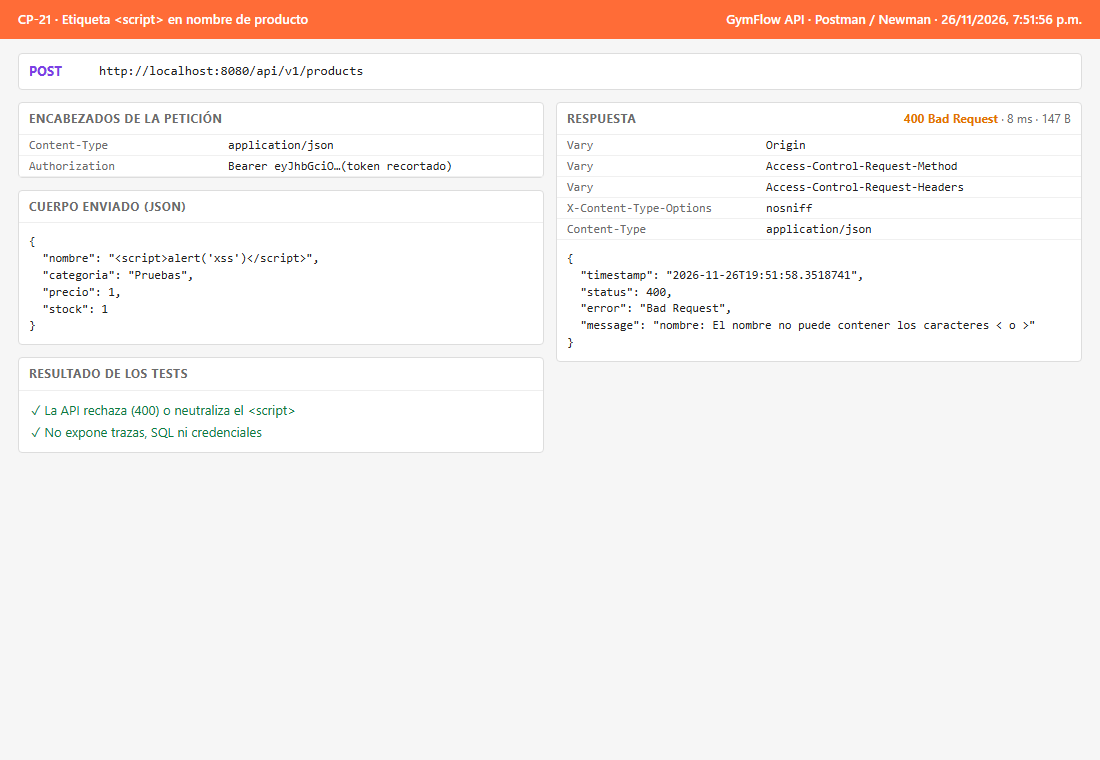 CP-21 · Etiqueta <script> en nombre de producto
GymFlow API · Postman / Newman · 26/11/2026, 7:51:56 p.m.
POST http://localhost:8080/api/v1/products
ENCABEZADOS DE LA PETICIÓN
Content-Type application/json
Authorization Bearer eyJhbGciO…(token recortado)
CUERPO ENVIADO (JSON)
{
"nombre": "<script>alert('xss')</script>",
"categoria": "Pruebas",
"precio": 1,
"stock": 1
}
RESULTADO DE LOS TESTS
✓ La API rechaza (400) o neutraliza el <script>
✓ No expone trazas, SQL ni credenciales
RESPUESTA 400 Bad Request · 8 ms · 147 B
Vary Origin
Vary Access-Control-Request-Method
Vary Access-Control-Request-Headers
X-Content-Type-Options nosniff
Content-Type application/json
{
"timestamp": "2026-11-26T19:51:58.3518741",
"status": 400,
"error": "Bad Request",
"message": "nombre: El nombre no puede contener los caracteres < o >"
}